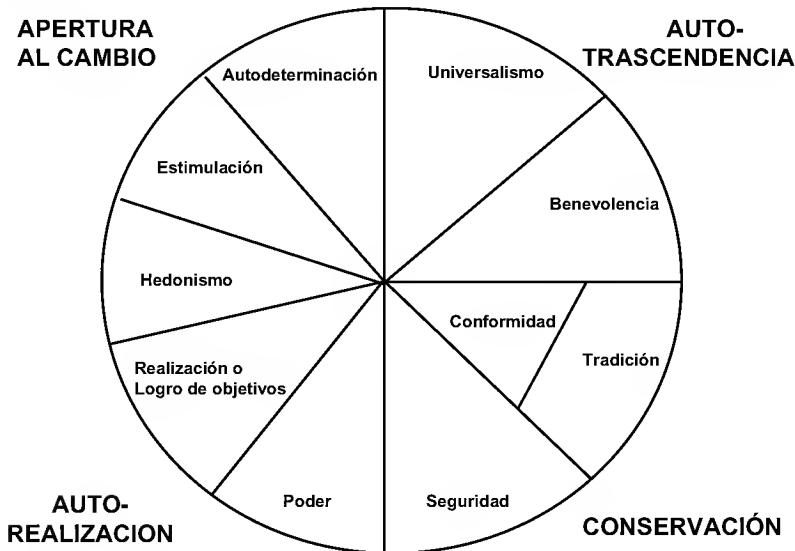 APERTURA
AL CAMBIO
AUTO-
TRASCENDENCIA
Autodeterminación
Universalismo
Estimulación
Benevolencia
Hedonismo
Conformidad
Tradición
Realización o
Logro de objetivos
Poder
Seguridad
AUTO-
REALIZACION
CONSERVACIÓN